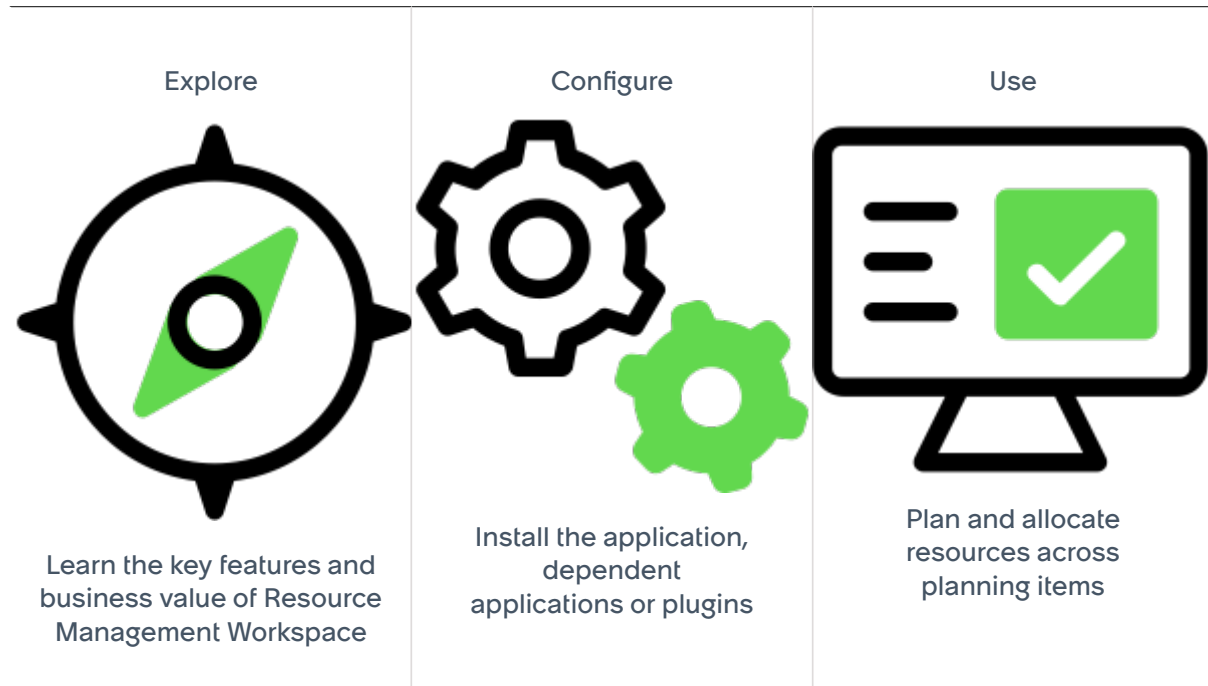 Explore
Learn the key features and
business value of Resource
Management Workspace
Configure
Install the application,
dependent
applications or plugins
Use
Plan and allocate
resources across
planning items